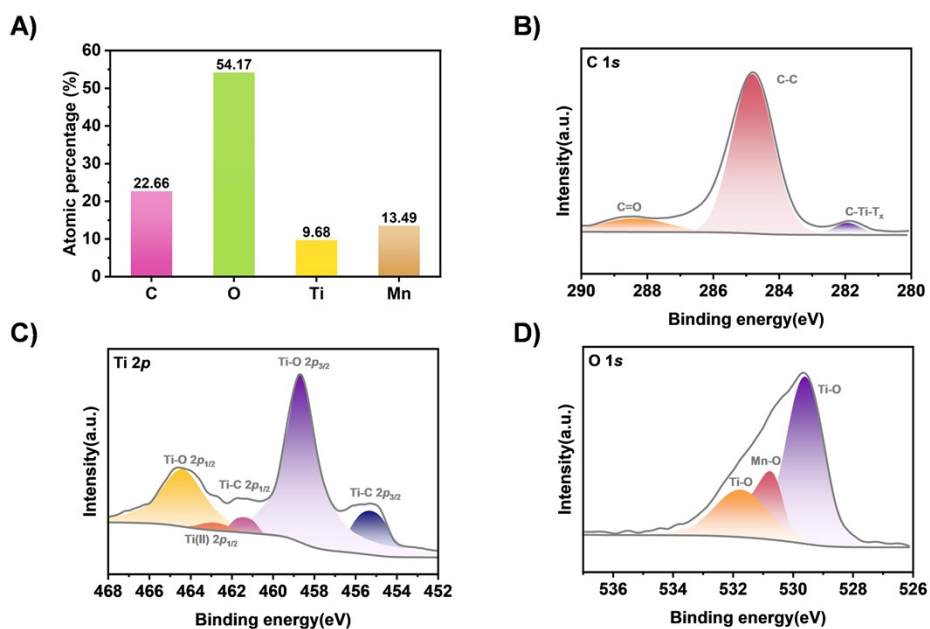 A)
Atomic percentage (%)
60
50
40
30
20
10
0
22.66
54.17
9.68
13.49
C O Ti Mn
B)
C 1s
C-C
C=O
C-Ti-Tₓ
Intensity(a.u.)
290 288 286 284 282 280
Binding energy(eV)
C)
Ti 2p
Ti-O 2p₃/₂
Ti-O 2p₁/₂
Ti-C 2p₁/₂
Ti-C 2p₃/₂
Ti(II) 2p₁/₂
Intensity(a.u.)
468 466 464 462 460 458 456 454 452
Binding energy(eV)
D)
O 1s
Ti-O
Mn-O
Ti-O
Intensity(a.u.)
536 534 532 530 528 526
Binding energy(eV)